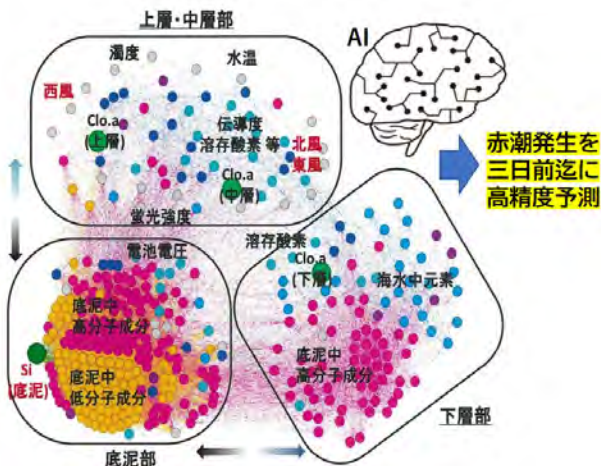 上層・中層部
濁度
水温
西風
Clo.a
(上層)
伝導度
溶存酸素 等
北風
東風
Clo.a
(中層)
蛍光強度
AI
赤潮発生を
三日前迄に
高精度予測
電池電圧
底泥中
高分子成分
Si
(底泥)
底泥中
低分子成分
底泥部
溶存酸素
Clo.a
(下層)
海水中元素
底泥中
高分子成分
下層部